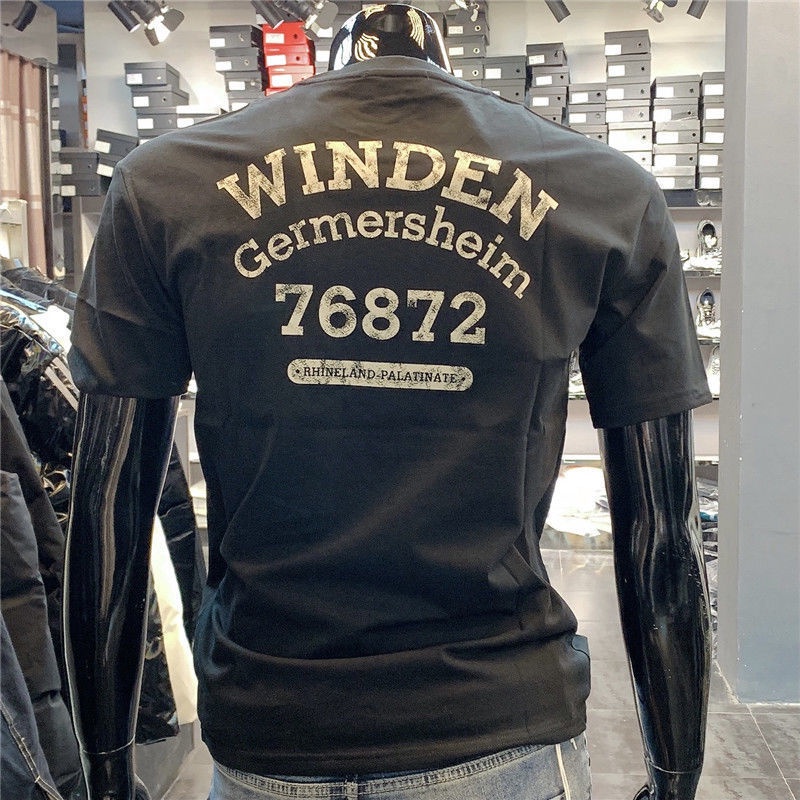 WINDEN
Germersheim
76872
• RHINELAND-PALATINATE •